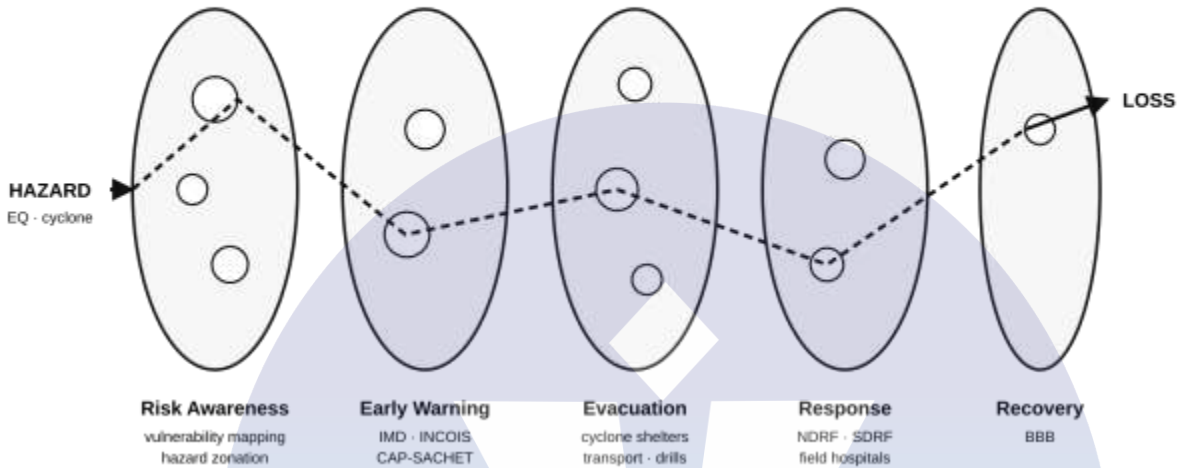 HAZARD
EQ · cyclone
LOSS
Risk Awareness
vulnerability mapping
hazard zonation
Early Warning
IMD · INCOIS
CAP-SACHET
Evacuation
cyclone shelters
transport · drills
Response
NDRF · SDRF
field hospitals
Recovery
BBB